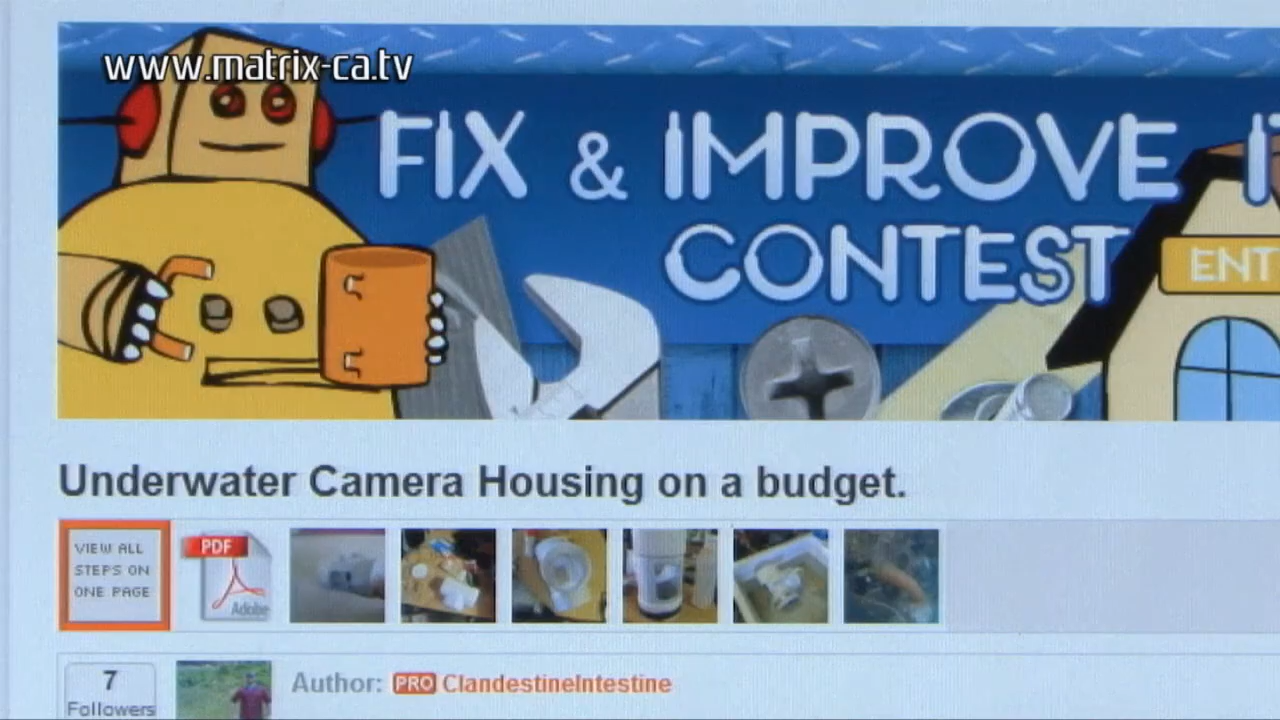 www.matrix-ca.tv
FIX & IMPROVE
CONTEST
ENT
Underwater Camera Housing on a budget.
VIEW ALL
STEPS ON
ONE PAGE
PDF
Adobe
7
Followers
Author: PRO ClandestineIntestine